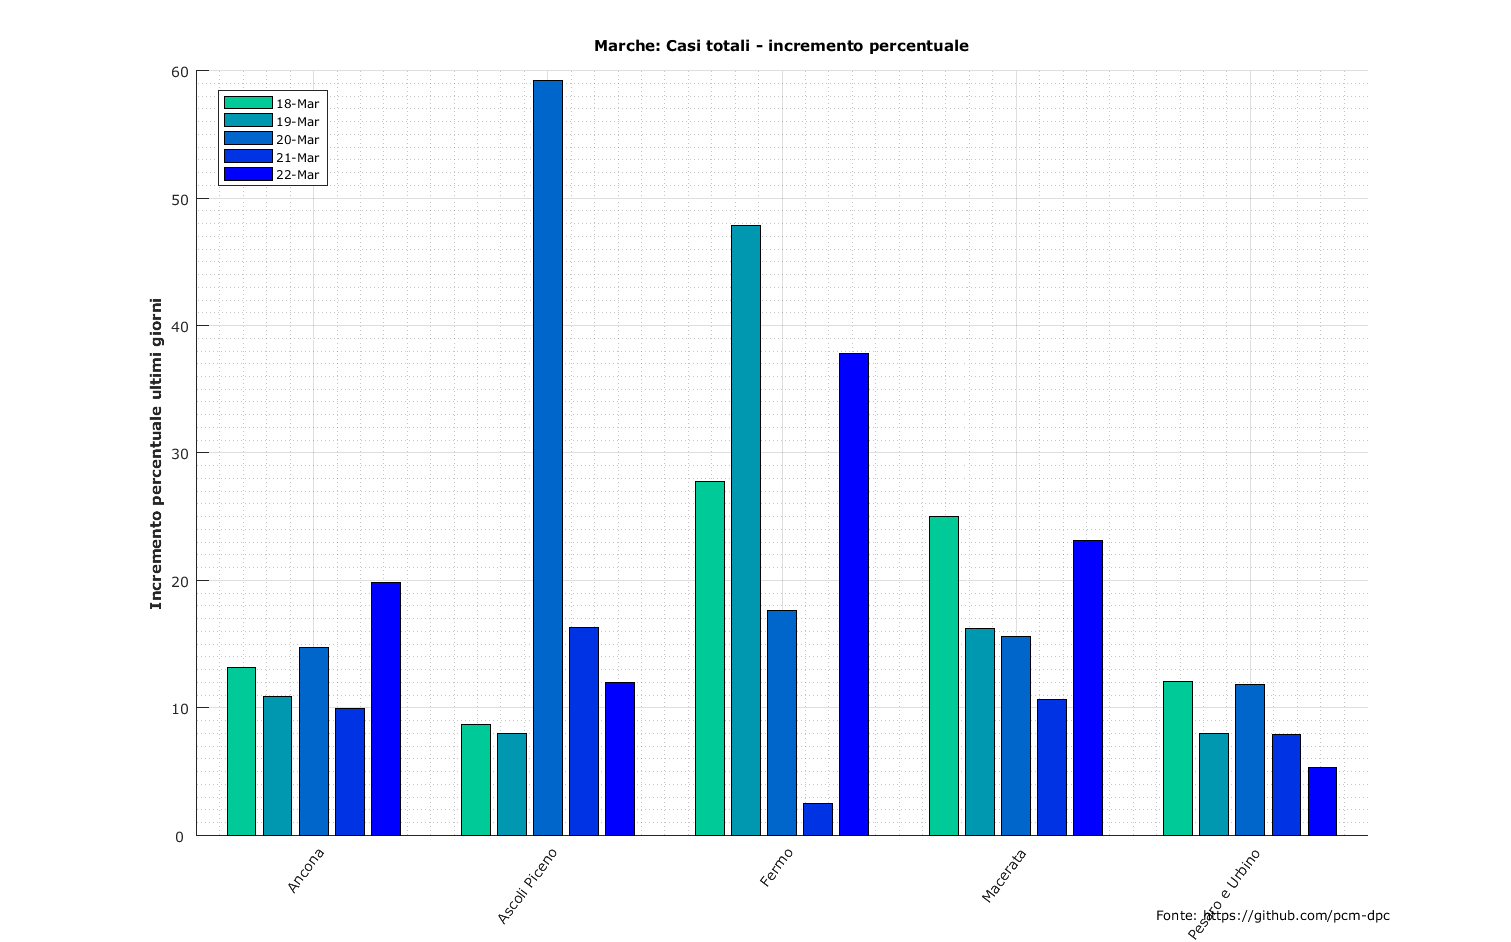 Marche: Casi totali - incremento percentuale
60
50
40
30
20
10
0
Incremento percentuale ultimi giorni
18-Mar
19-Mar
20-Mar
21-Mar
22-Mar
Ancona
Ascoli Piceno
Fermo
Macerata
Pesaro e Urbino
Fonte: https://github.com/pcm-dpc